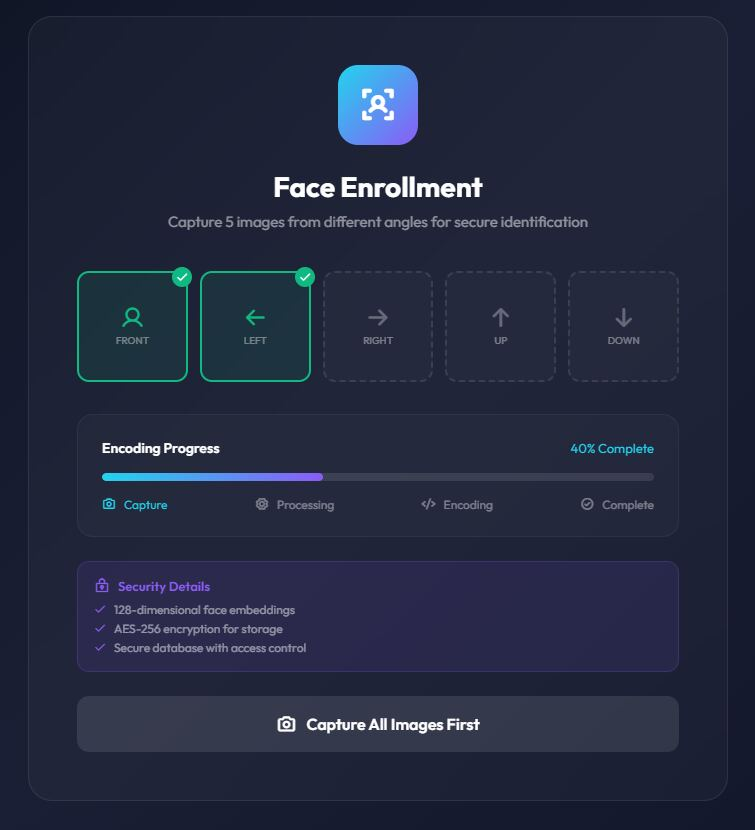 Face Enrollment
Capture 5 images from different angles for secure identification
FRONT
LEFT
RIGHT
UP
DOWN
Encoding Progress
40% Complete
Capture
Processing
Encoding
Complete
Security Details
128-dimensional face embeddings
AES-256 encryption for storage
Secure database with access control
Capture All Images First